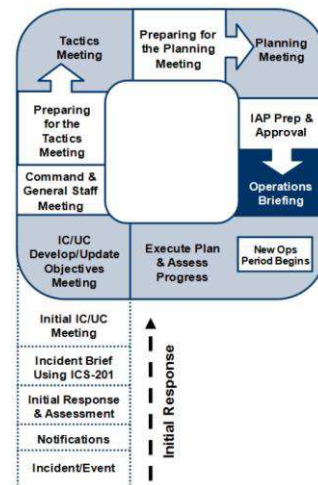 Tactics
Meeting
Preparing for
the Planning
Meeting
Planning
Meeting
Preparing
for the
Tactics
Meeting
IAP Prep &
Approval
Command &
General Staff
Meeting
Operations
Briefing
IC/UC
Develop/Update
Objectives
Meeting
Execute Plan
& Assess
Progress
New Ops
Period Begins
Initial IC/UC
Meeting
Incident Brief
Using ICS-201
Initial Response
& Assessment
Notifications
Incident/Event
Initial Response